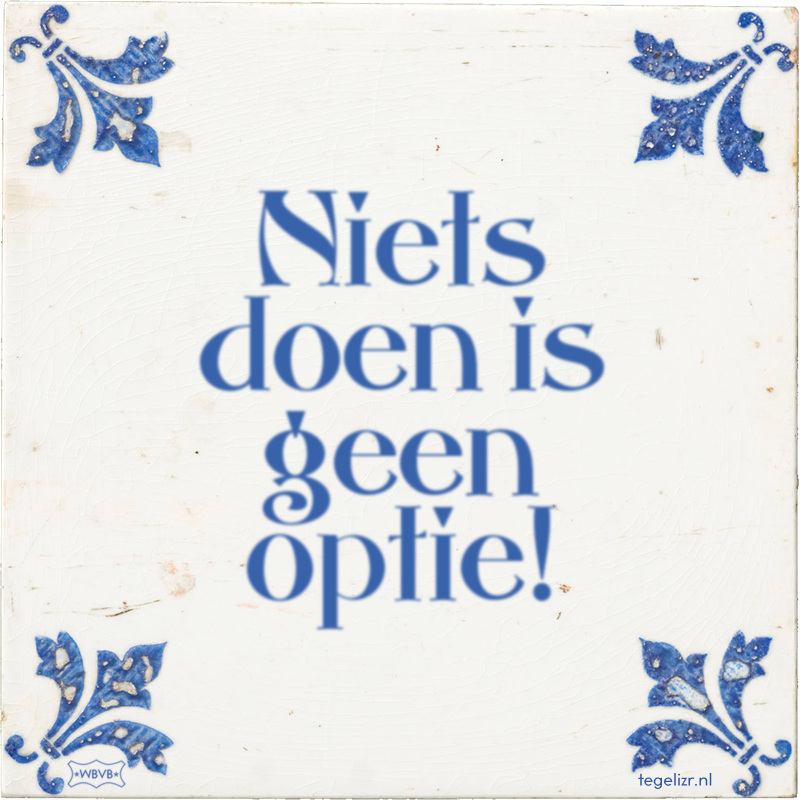 Niets
doen is
geen
optie!
*WBVB*
tegelizr.nl